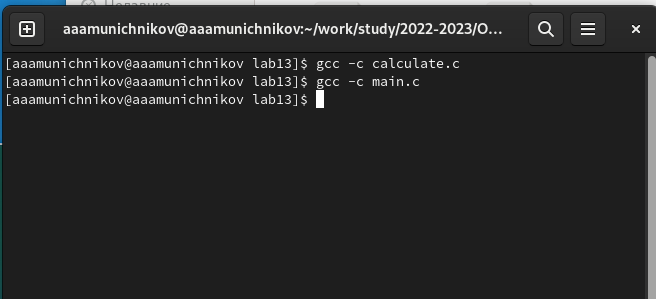 aaamunichnikov@aaamunichnikov:~/work/study/2022-2023/O...
[aaamunichnikov@aaamunichnikov lab13]$ gcc -c calculate.c
[aaamunichnikov@aaamunichnikov lab13]$ gcc -c main.c
[aaamunichnikov@aaamunichnikov lab13]$